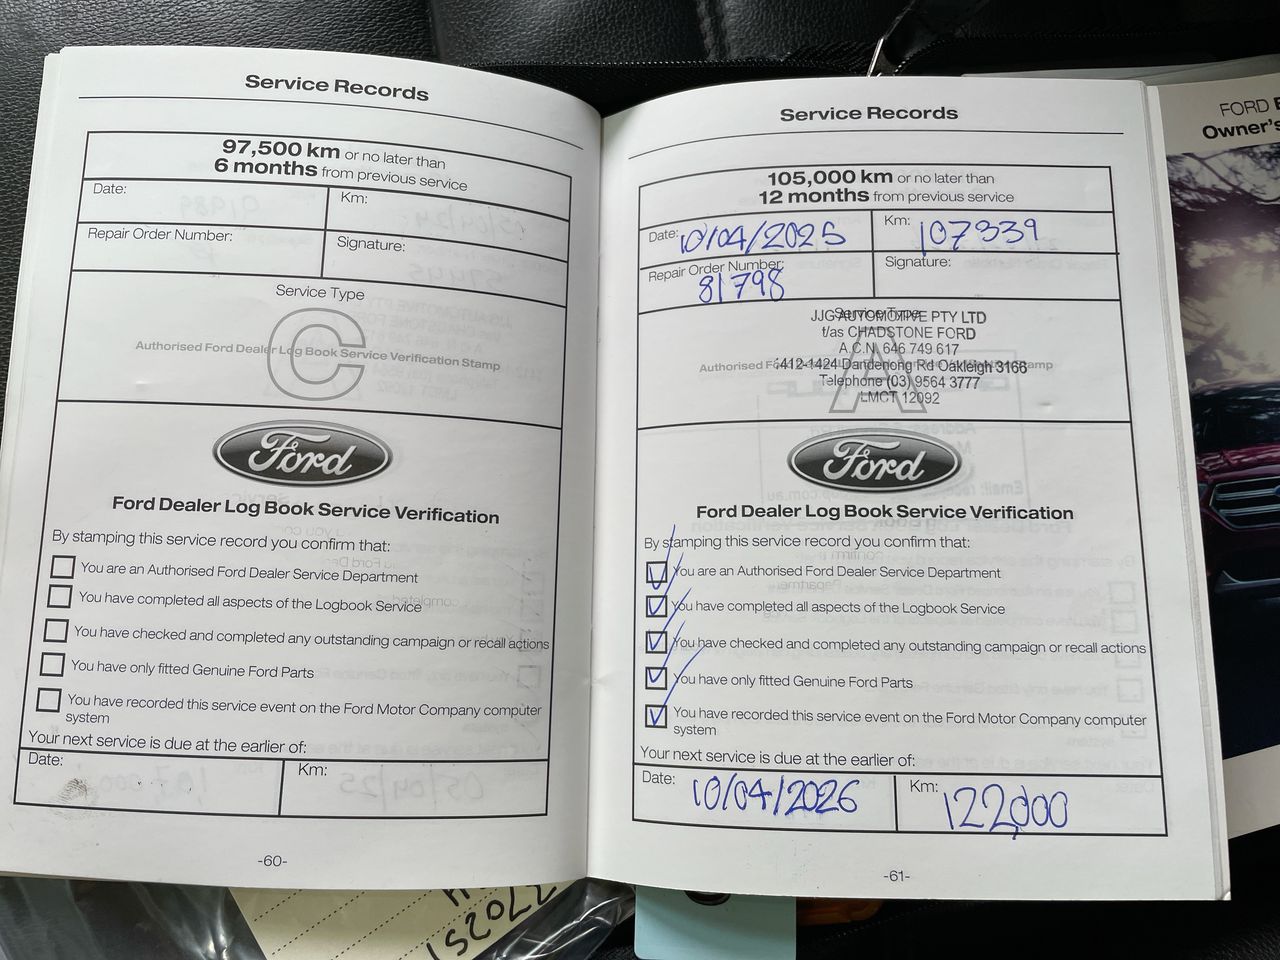 Service Records
97,500 km or no later than
6 months from previous service
Date:
Km:
Repair Order Number:
Signature:
Service Type
C
Authorised Ford Dealer Log Book Service Verification Stamp
Ford
Ford Dealer Log Book Service Verification
By stamping this service record you confirm that:
You are an Authorised Ford Dealer Service Department
You have completed all aspects of the Logbook Service
You have checked and completed any outstanding campaign or recall actions
You have only fitted Genuine Ford Parts
You have recorded this service event on the Ford Motor Company computer
system
Your next service is due at the earlier of:
Date:
Km:
-60-
Service Records
105,000 km or no later than
12 months from previous service
Date: 10/04/2025
Km: 107339
Repair Order Number:
81798
Signature:
Service Type
JJG AUTOMOTIVE PTY LTD
t/as CHADSTONE FORD
A.C.N. 646 749 617
1412-1424 Dandenong Rd Oakleigh 3166
Telephone (03) 9564 3777
LMCT 12092
A
Ford
Ford Dealer Log Book Service Verification
By stamping this service record you confirm that:
You are an Authorised Ford Dealer Service Department
You have completed all aspects of the Logbook Service
You have checked and completed any outstanding campaign or recall actions
You have only fitted Genuine Ford Parts
You have recorded this service event on the Ford Motor Company computer
system
Your next service is due at the earlier of:
Date: 10/04/2026
Km: 122,000
-61-
FORD
Owner's